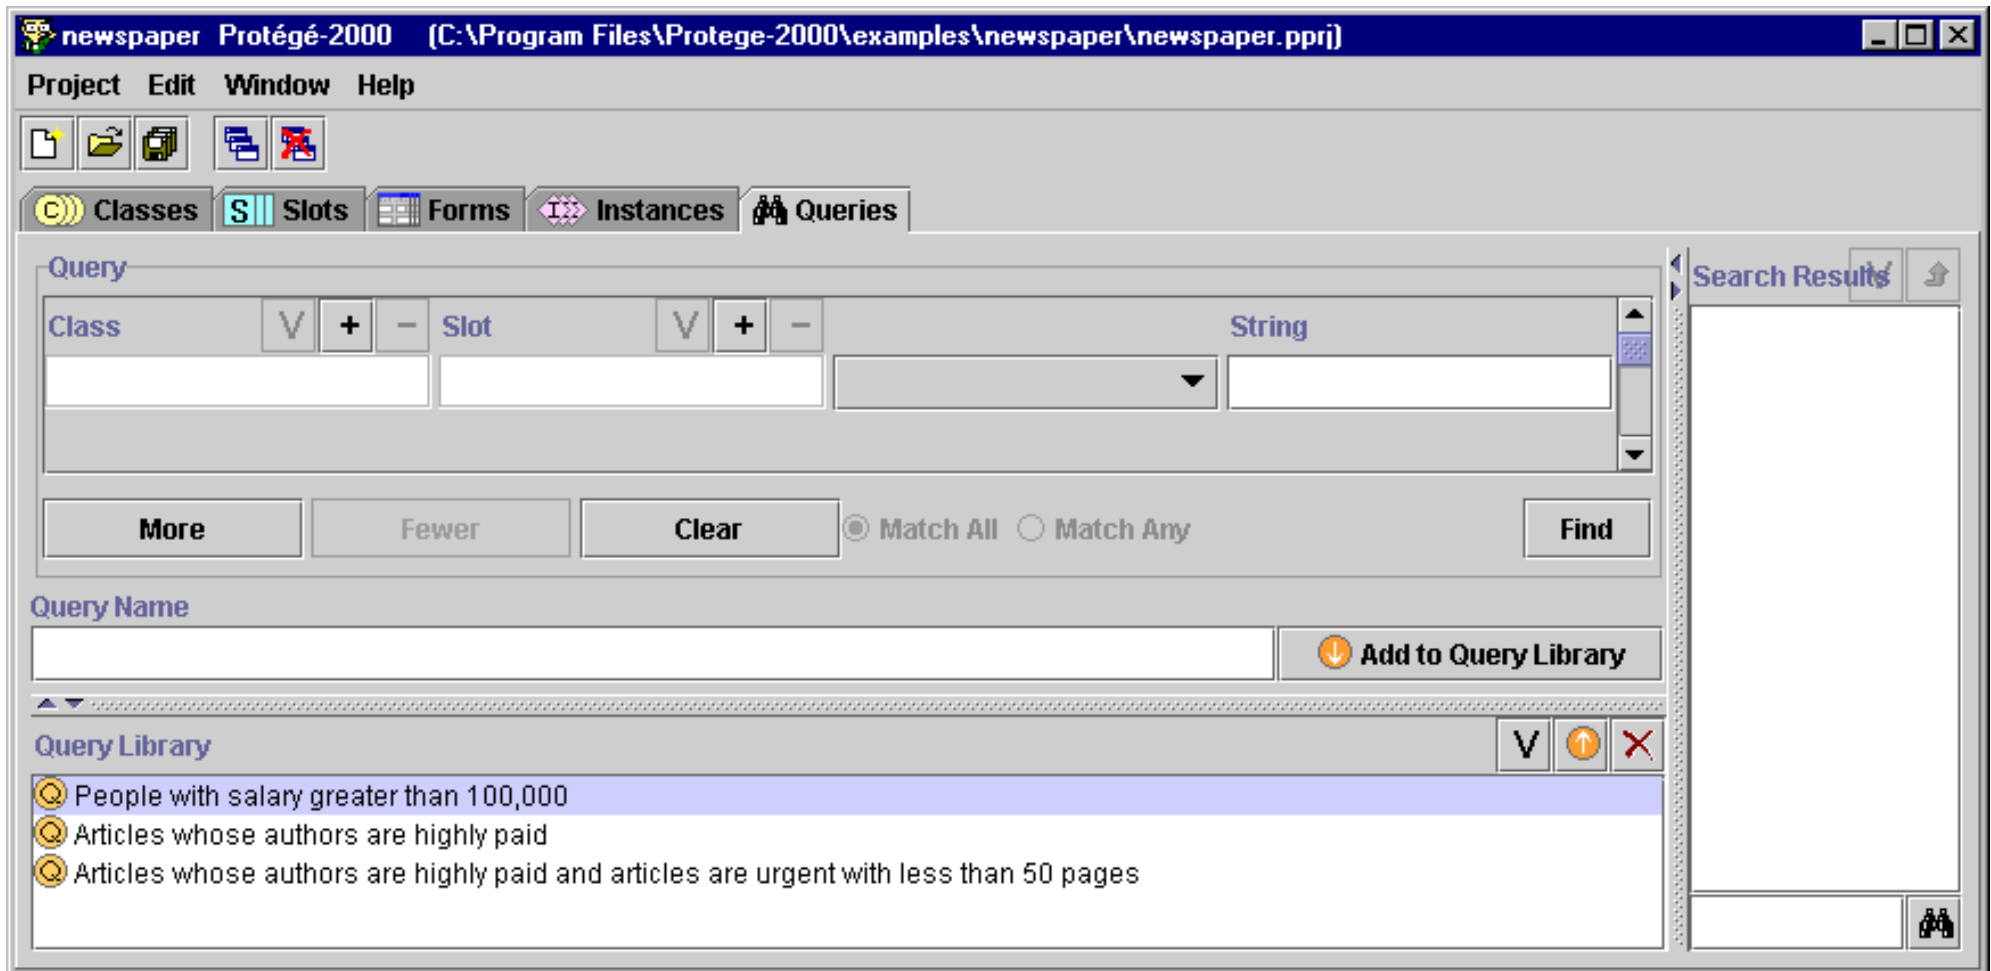 newspaper Protégé-2000 (C:\Program Files\Protege-2000\examples\newspaper\newspaper.pprj)
Project Edit Window Help
C Classes S Slots Forms I Instances Queries
Query
Search Results V
Class V + − Slot V + − String
More Fewer Clear Match All Match Any Find
Query Name
Add to Query Library
Query Library V
Q People with salary greater than 100,000
Q Articles whose authors are highly paid
Q Articles whose authors are highly paid and articles are urgent with less than 50 pages